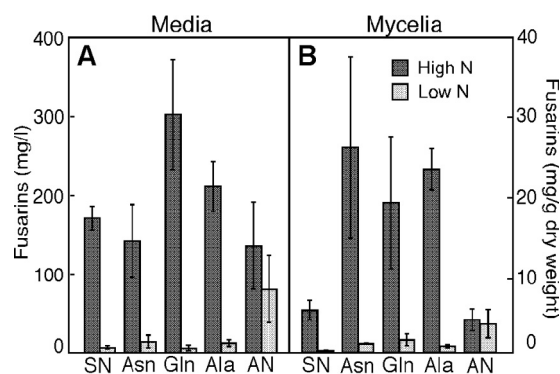 Media
Mycelia
A
B
High N
Low N
Fusarins (mg/l)
400
300
200
100
0
Fusarins (mg/g dry weight)
40
30
20
10
0
SN Asn Gln Ala AN
SN Asn Gln Ala AN